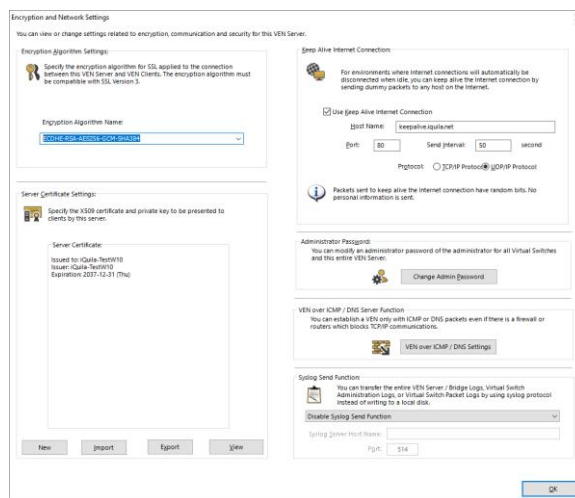 Encryption and Network Settings
You can view or change settings related to encryption, communication and security for this VEN Server.
Encryption Algorithm Settings:
Specify the encryption algorithm for SSL applied to the connection
between this VEN Server and VEN Clients. The encryption algorithm must
be compatible with SSL Version 3.
Encryption Algorithm Name:
ECDHE-RSA-AES256-GCM-SHA384
Server Certificate Settings:
Specify the X509 certificate and private key to be presented to
clients by this server.
Server Certificate:
Issued to: iQuila-TestW10
Issuer: iQuila-TestW10
Expiration: 2037-12-31 (Thu)
New
Import
Export
View
Keep Alive Internet Connection:
For environments where Internet connections will automatically be
disconnected when idle, you can keep alive the Internet connection by
sending dummy packets to any host on the Internet.
Use Keep Alive Internet Connection
Host Name:
keepalive.iquila.net
Port:
80
Send Interval:
50
second
Protocol:
TCP/IP Protocol
UDP/IP Protocol
Packets sent to keep alive the Internet connection have random bits. No
personal information is sent.
Administrator Password:
You can modify an administrator password of the administrator for all Virtual Switches
and this entire VEN Server.
Change Admin Password
VEN over ICMP / DNS Server Function
You can establish a VEN only with ICMP or DNS packets even if there is a firewall or
routers which blocks TCP/IP communications.
VEN over ICMP / DNS Settings
Syslog Send Function:
You can transfer the entire VEN Server / Bridge Logs, Virtual Switch
Administration Logs, or Virtual Switch Packet Logs by using syslog protocol
instead of writing to a local disk.
Disable Syslog Send Function
Syslog Server Host Name:
Port:
514
OK